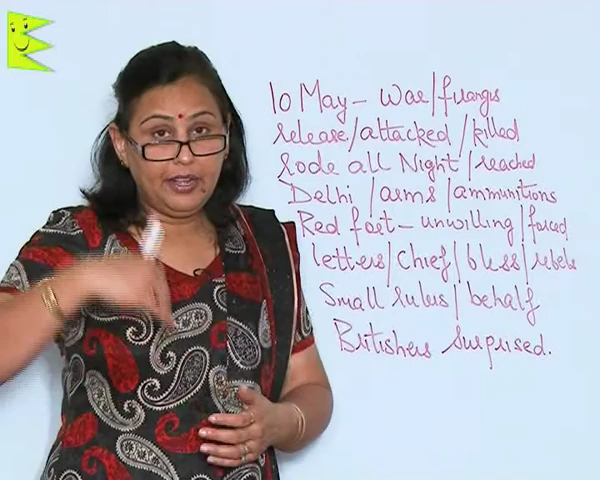 10 May - War/firangis
release/attacked/killed
rode all Night/reached
Delhi/arms/ammunitions
Red fort - unwilling/forced
letters/chief/bless/rebels
Small rulers/behalf
Britishers Surprised.